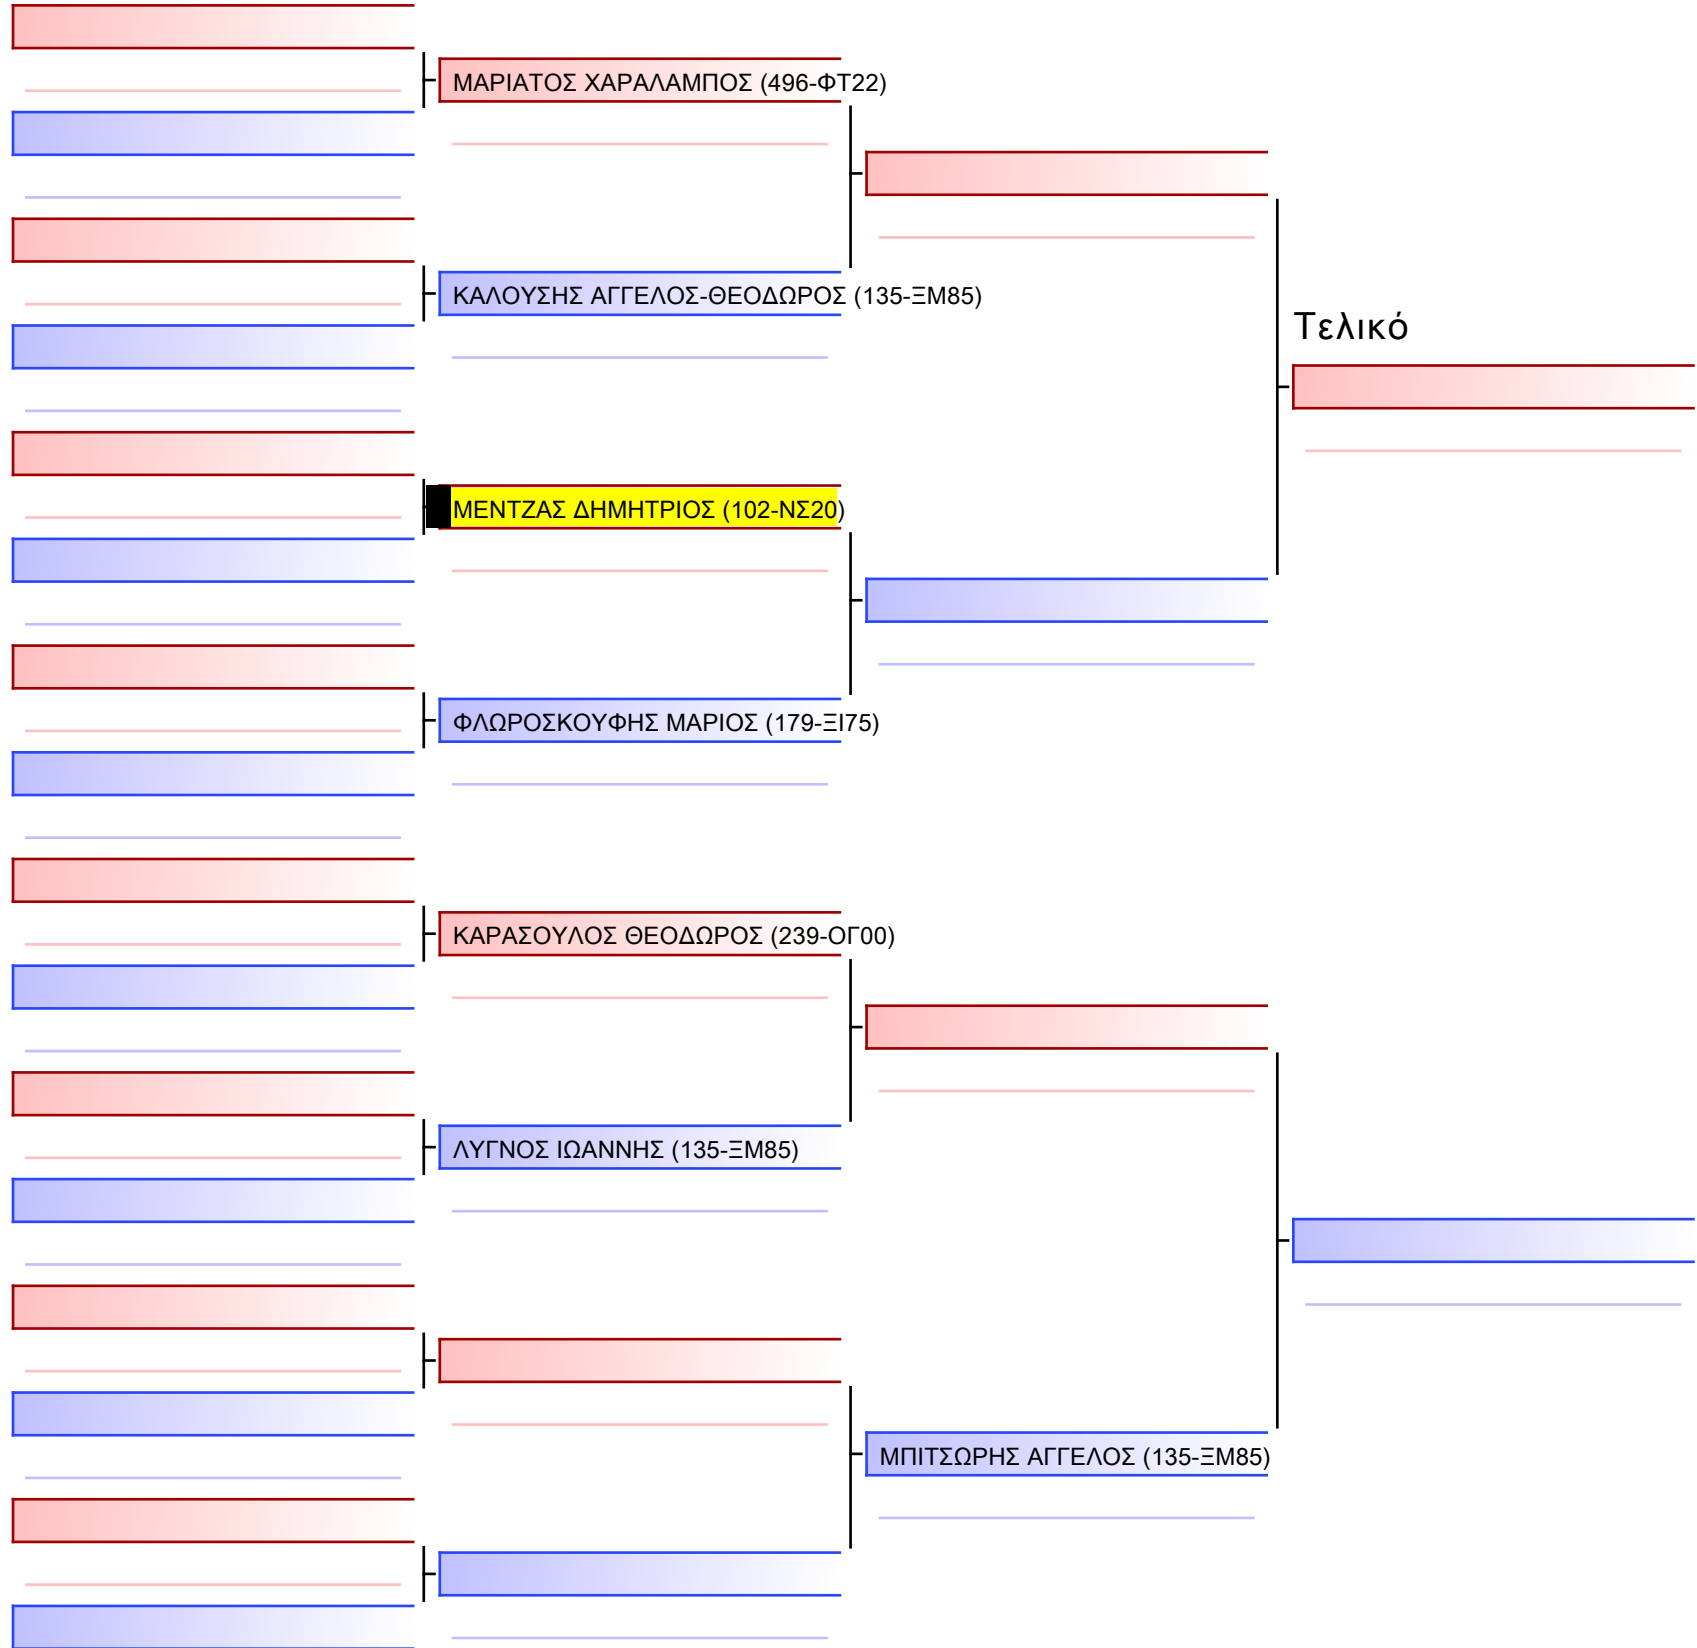 ΜΑΡΙΑΤΟΣ ΧΑΡΑΛΑΜΠΟΣ (496-ΦΤ22)
ΚΑΛΟΥΣΗΣ ΑΓΓΕΛΟΣ-ΘΕΟΔΩΡΟΣ (135-ΞΜ85)
Τελικό
ΜΕΝΤΖΑΣ ΔΗΜΗΤΡΙΟΣ (102-ΝΣ20)
ΦΛΩΡΟΣΚΟΥΦΗΣ ΜΑΡΙΟΣ (179-ΞΙ75)
ΚΑΡΑΣΟΥΛΟΣ ΘΕΟΔΩΡΟΣ (239-ΟΓ00)
ΛΥΓΝΟΣ ΙΩΑΝΝΗΣ (135-ΞΜ85)
ΜΠΙΤΣΩΡΗΣ ΑΓΓΕΛΟΣ (135-ΞΜ85)